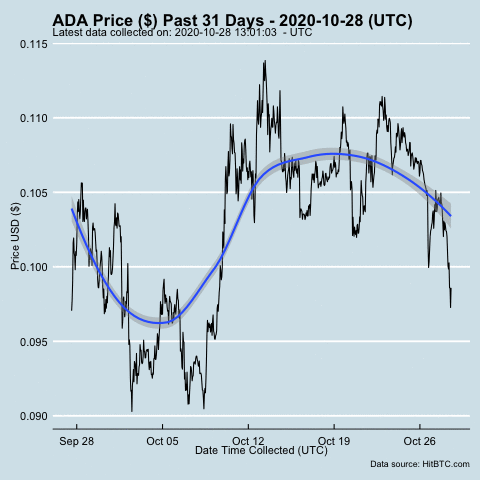 ADA Price ($) Past 31 Days - 2020-10-28 (UTC)
Latest data collected on: 2020-10-28 13:01:03  - UTC
0.115
0.110
0.105
0.100
0.095
0.090
Price USD ($)
Sep 28
Oct 05
Oct 12
Oct 19
Oct 26
Date Time Collected (UTC)
Data source: HitBTC.com